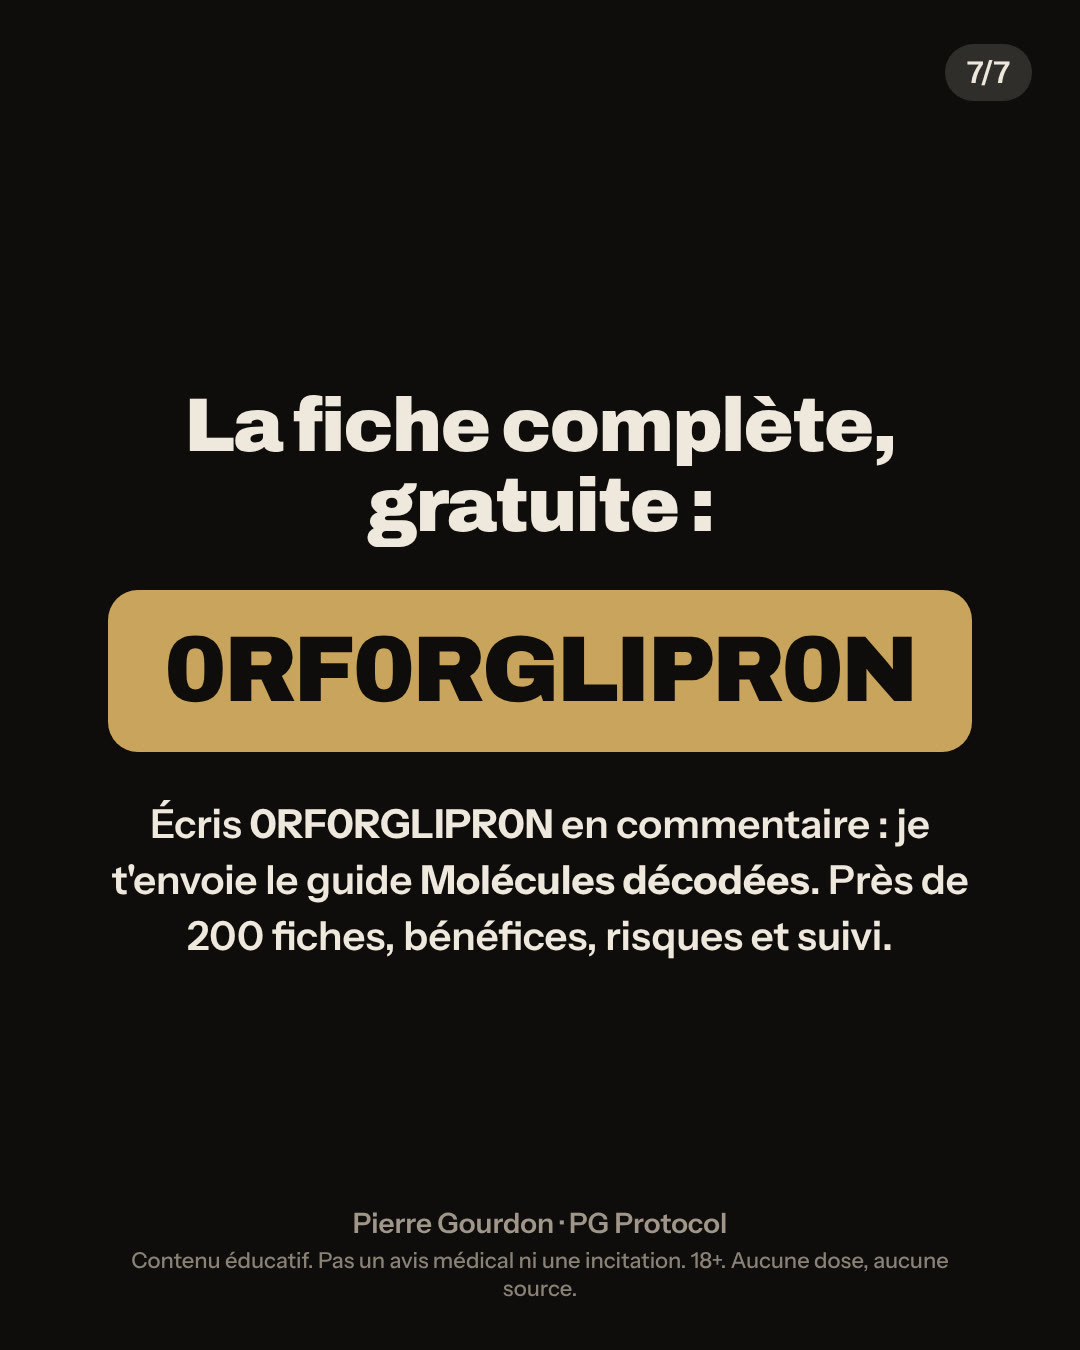 7/7
La fiche complète,
gratuite :
0RF0RGLIPR0N
Écris 0RF0RGLIPR0N en commentaire : je
t'envoie le guide Molécules décodées. Près de
200 fiches, bénéfices, risques et suivi.
Pierre Gourdon · PG Protocol
Contenu éducatif. Pas un avis médical ni une incitation. 18+. Aucune dose, aucune
source.